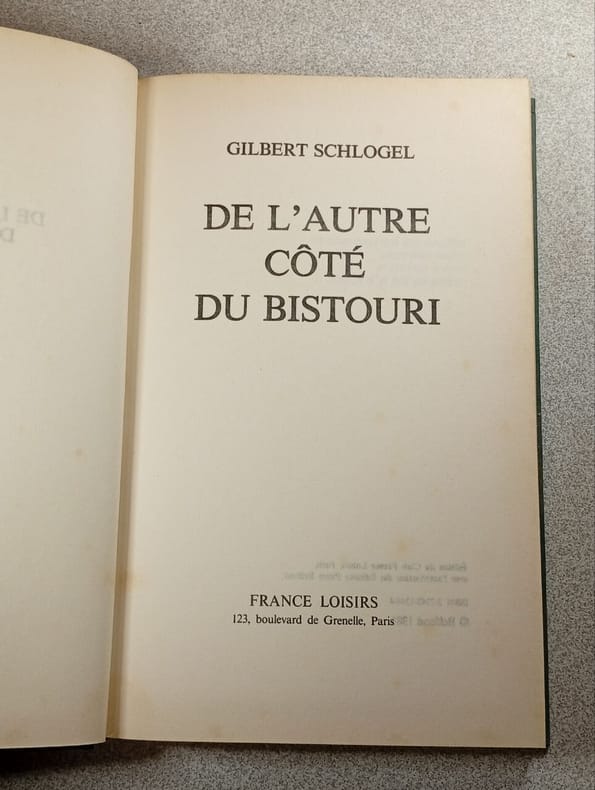 GILBERT SCHLOGEL
DE L'AUTRE
CÔTÉ
DU BISTOURI
FRANCE LOISIRS
123, boulevard de Grenelle, Paris